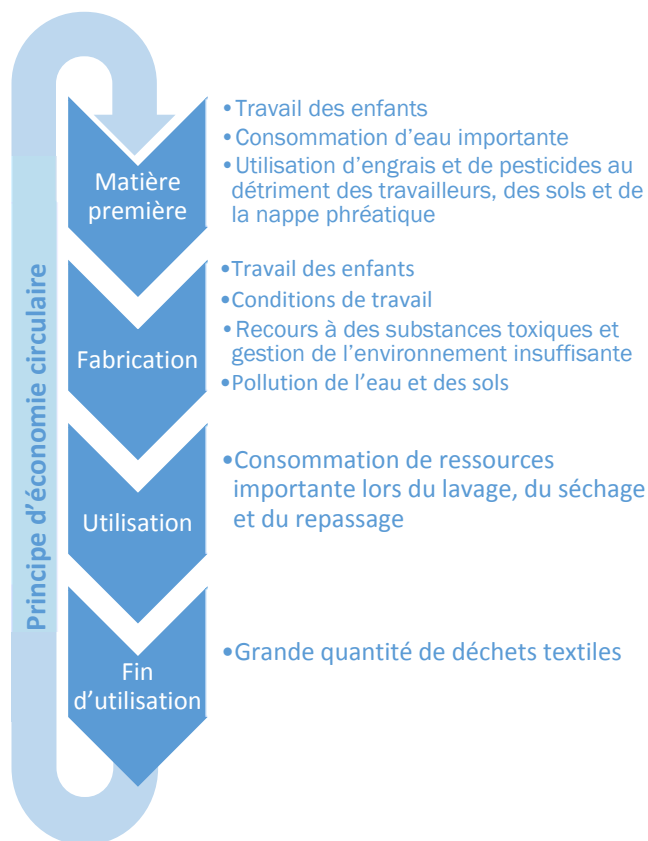 Principe d'économie circulaire
Matière
première
• Travail des enfants
• Consommation d'eau importante
• Utilisation d'engrais et de pesticides au
détriment des travailleurs, des sols et de
la nappe phréatique
Fabrication
•Travail des enfants
•Conditions de travail
• Recours à des substances toxiques et
gestion de l'environnement insuffisante
•Pollution de l'eau et des sols
Utilisation
•Consommation de ressources
importante lors du lavage, du séchage
et du repassage
Fin
d'utilisation
•Grande quantité de déchets textiles